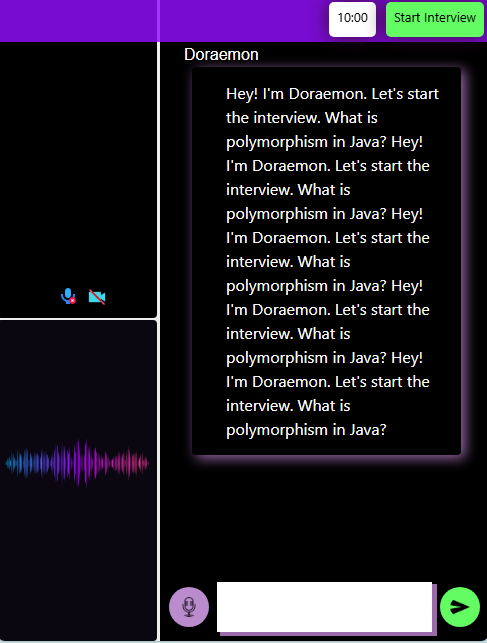 10:00
Start Interview
Doraemon
Hey! I'm Doraemon. Let's start
the interview. What is
polymorphism in Java? Hey!
I'm Doraemon. Let's start the
interview. What is
polymorphism in Java? Hey!
I'm Doraemon. Let's start the
interview. What is
polymorphism in Java? Hey!
I'm Doraemon. Let's start the
interview. What is
polymorphism in Java? Hey!
I'm Doraemon. Let's start the
interview. What is
polymorphism in Java?